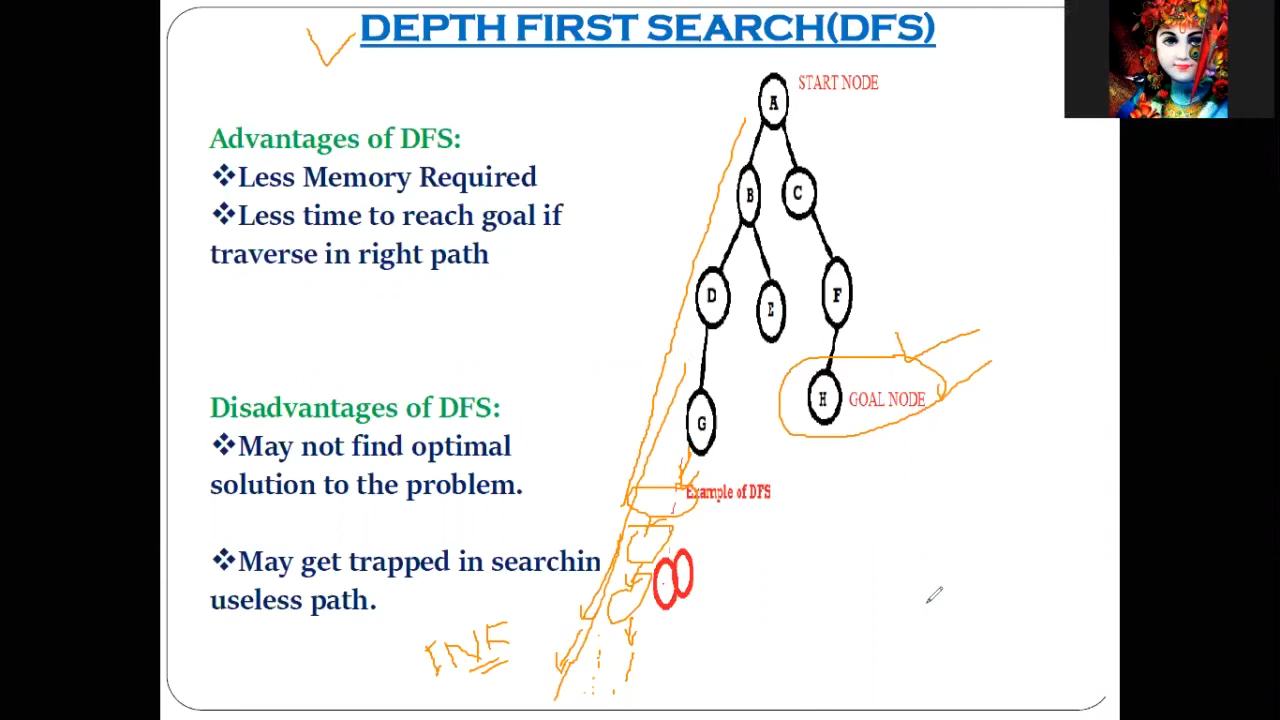 DEPTH FIRST SEARCH(DFS)
Advantages of DFS:
❖Less Memory Required
❖Less time to reach goal if
traverse in right path
Disadvantages of DFS:
❖May not find optimal
solution to the problem.
❖May get trapped in searchin
useless path.
A
START NODE
B
C
D
E
F
G
H
GOAL NODE
Example of DFS
INF